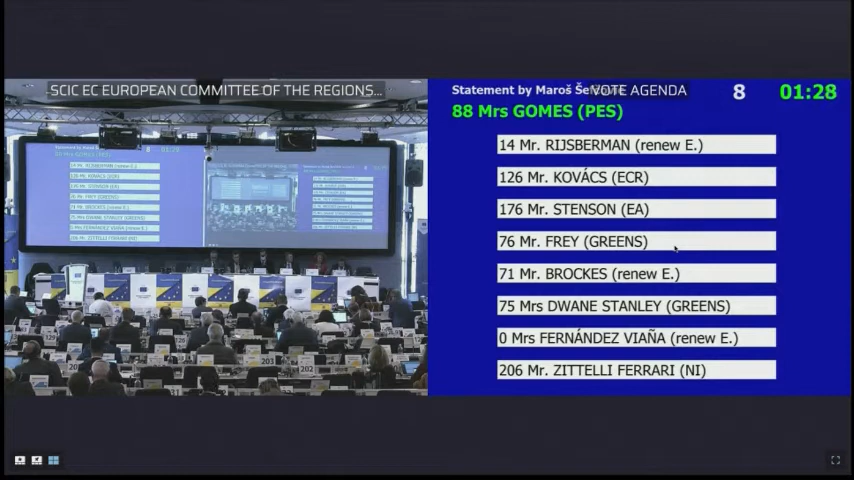 SCIC EC EUROPEAN COMMITTEE OF THE REGIONS...
Statement by Maroš VOTE AGENDA 8 01:28
88 Mrs GOMES (PES)
14 Mr. RIJSBERMAN (renew E.)
126 Mr. KOVÁCS (ECR)
176 Mr. STENSON (EA)
76 Mr. FREY (GREENS)
71 Mr. BROCKES (renew E.)
75 Mrs DWANE STANLEY (GREENS)
0 Mrs FERNÁNDEZ VIAÑA (renew E.)
206 Mr. ZITTELLI FERRARI (NI)
202
203